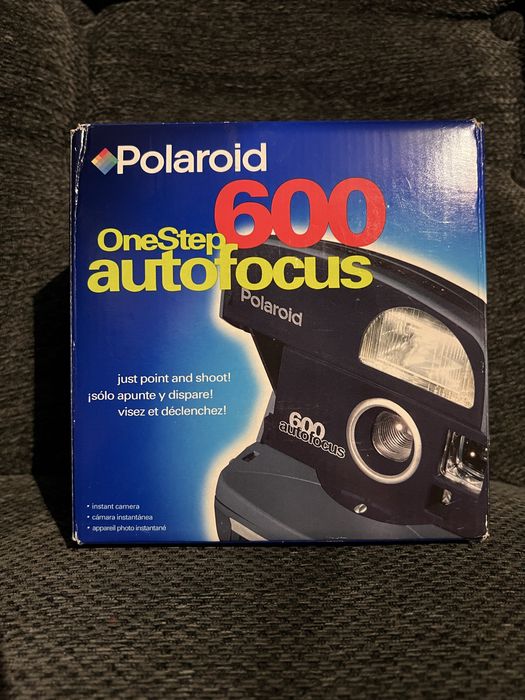 Polaroid
600
OneStep
autofocus
Polaroid
just point and shoot!
¡sólo apunte y dispare!
visez et déclenchez!
600
autofocus
• instant camera
• cámara instantánea
• appareil photo instantané